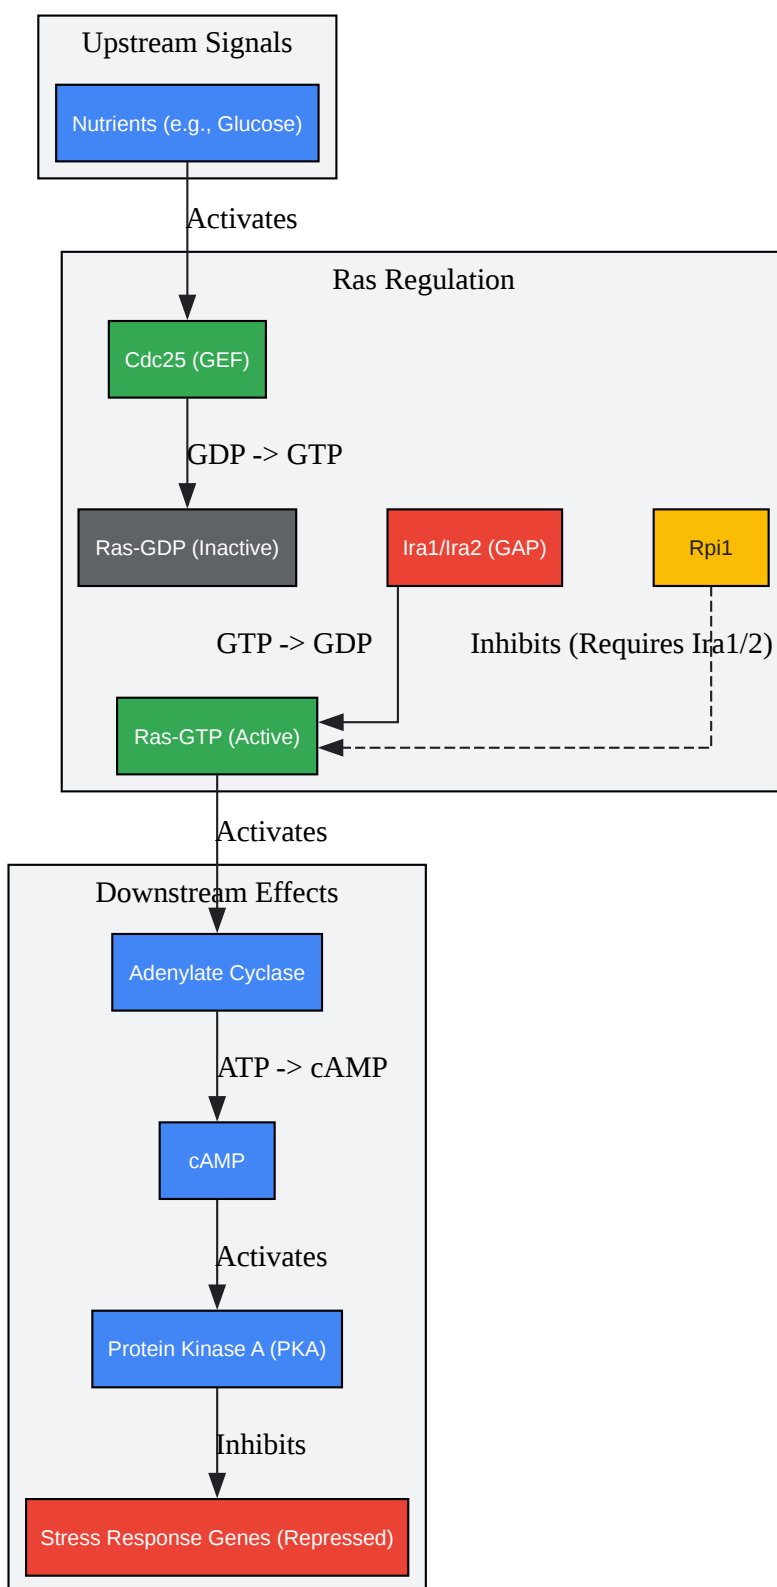 Upstream Signals
Nutrients (e.g., Glucose)
Activates
Ras Regulation
Cdc25 (GEF)
GDP -> GTP
Ras-GDP (Inactive)
Ira1/Ira2 (GAP)
Rpi1
GTP -> GDP
Inhibits (Requires Ira1/2)
Ras-GTP (Active)
Activates
Downstream Effects
Adenylate Cyclase
ATP -> cAMP
cAMP
Activates
Protein Kinase A (PKA)
Inhibits
Stress Response Genes (Repressed)